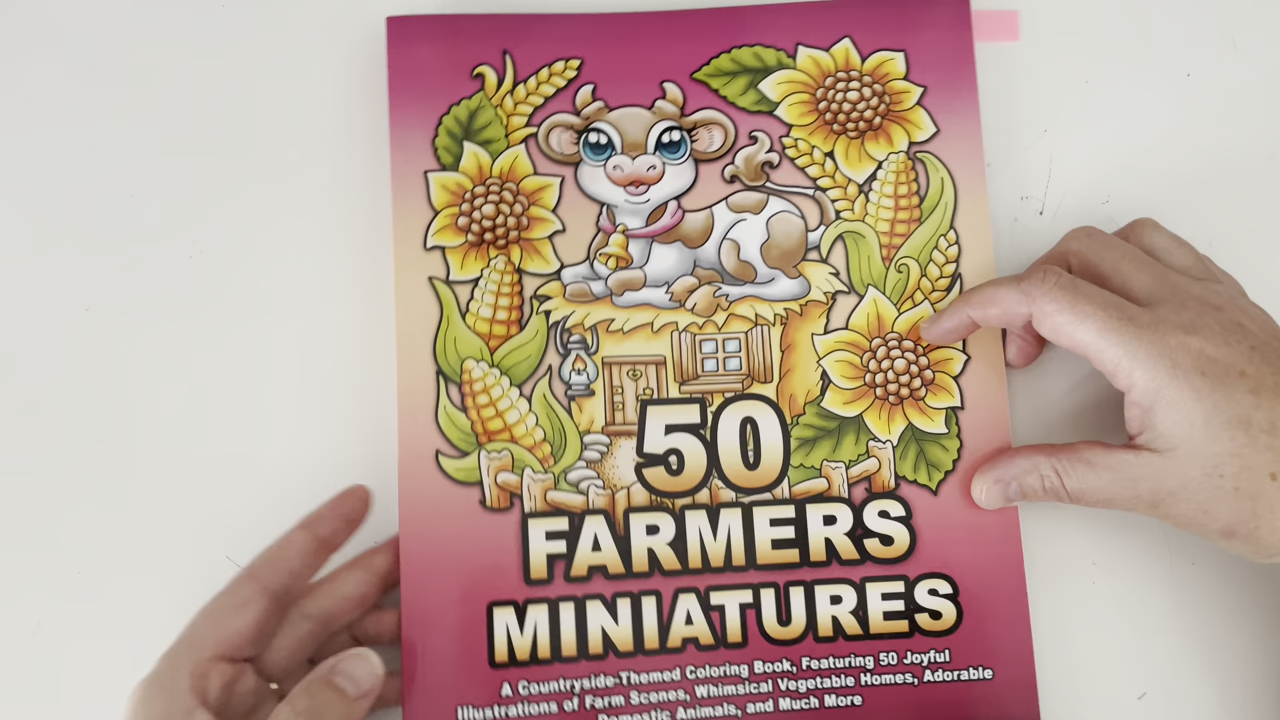 50
FARMERS
MINIATURES
A Countryside-Themed Coloring Book, Featuring 50 Joyful
Illustrations of Farm Scenes, Whimsical Vegetable Homes, Adorable
Domestic Animals, and Much More